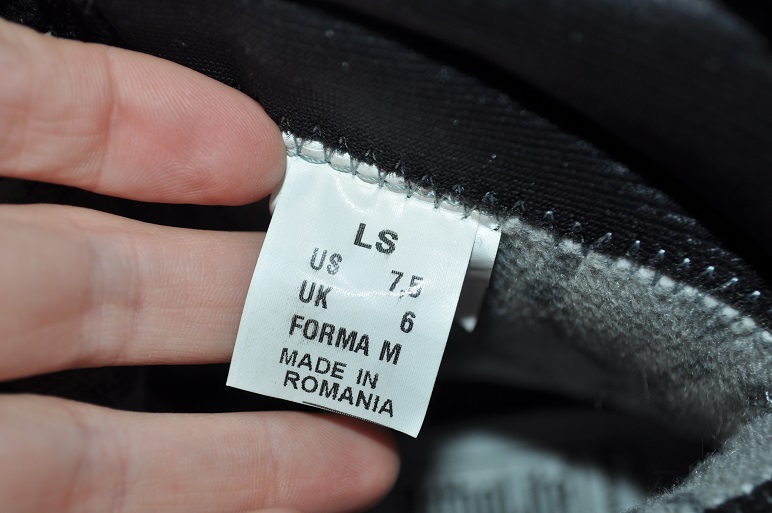 LS
US 7,5
UK 6
FORMA M
MADE IN
ROMANIA